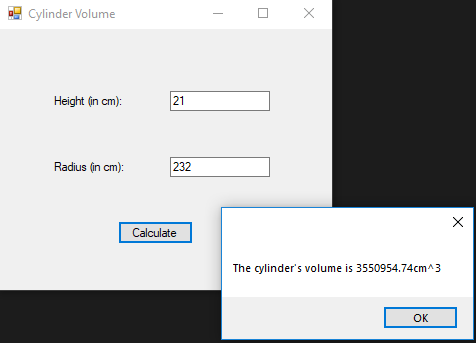 Cylinder Volume
Height (in cm): 21
Radius (in cm): 232
Calculate
The cylinder's volume is 3550954.74cm^3
OK